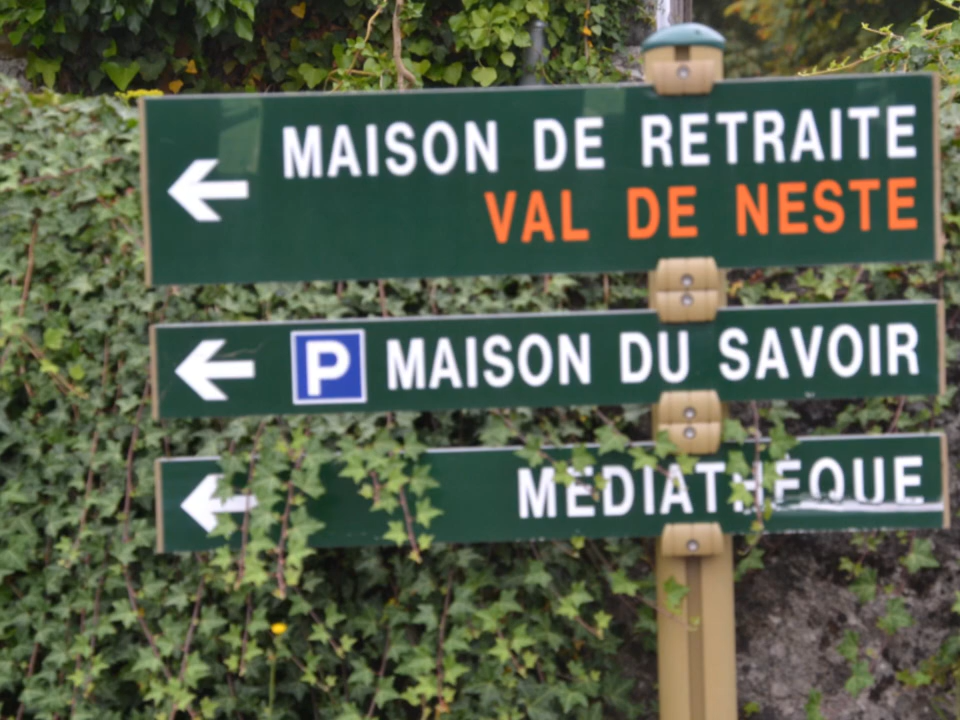 MAISON DE RETRAITE
VAL DE NESTE
P MAISON DU SAVOIR
MÉDIATHÈQUE